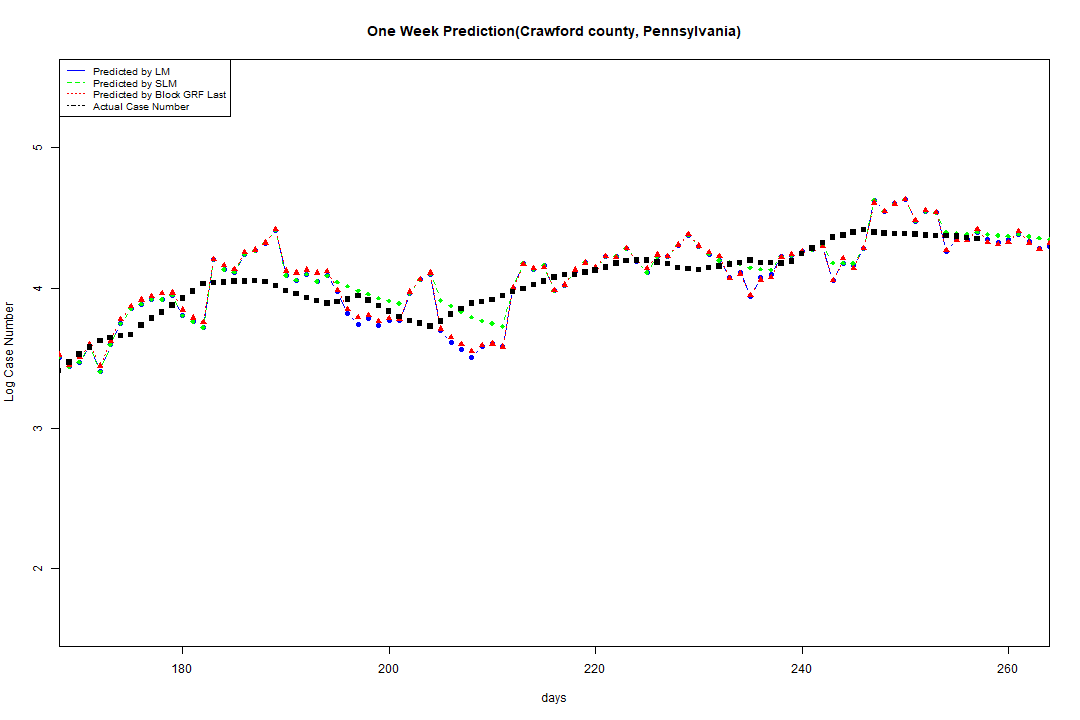 One Week Prediction(Crawford county, Pennsylvania)
Predicted by LM
Predicted by SLM
Predicted by Block GRF Last
Actual Case Number
5
4
3
2
Log Case Number
180 200 220 240 260
days